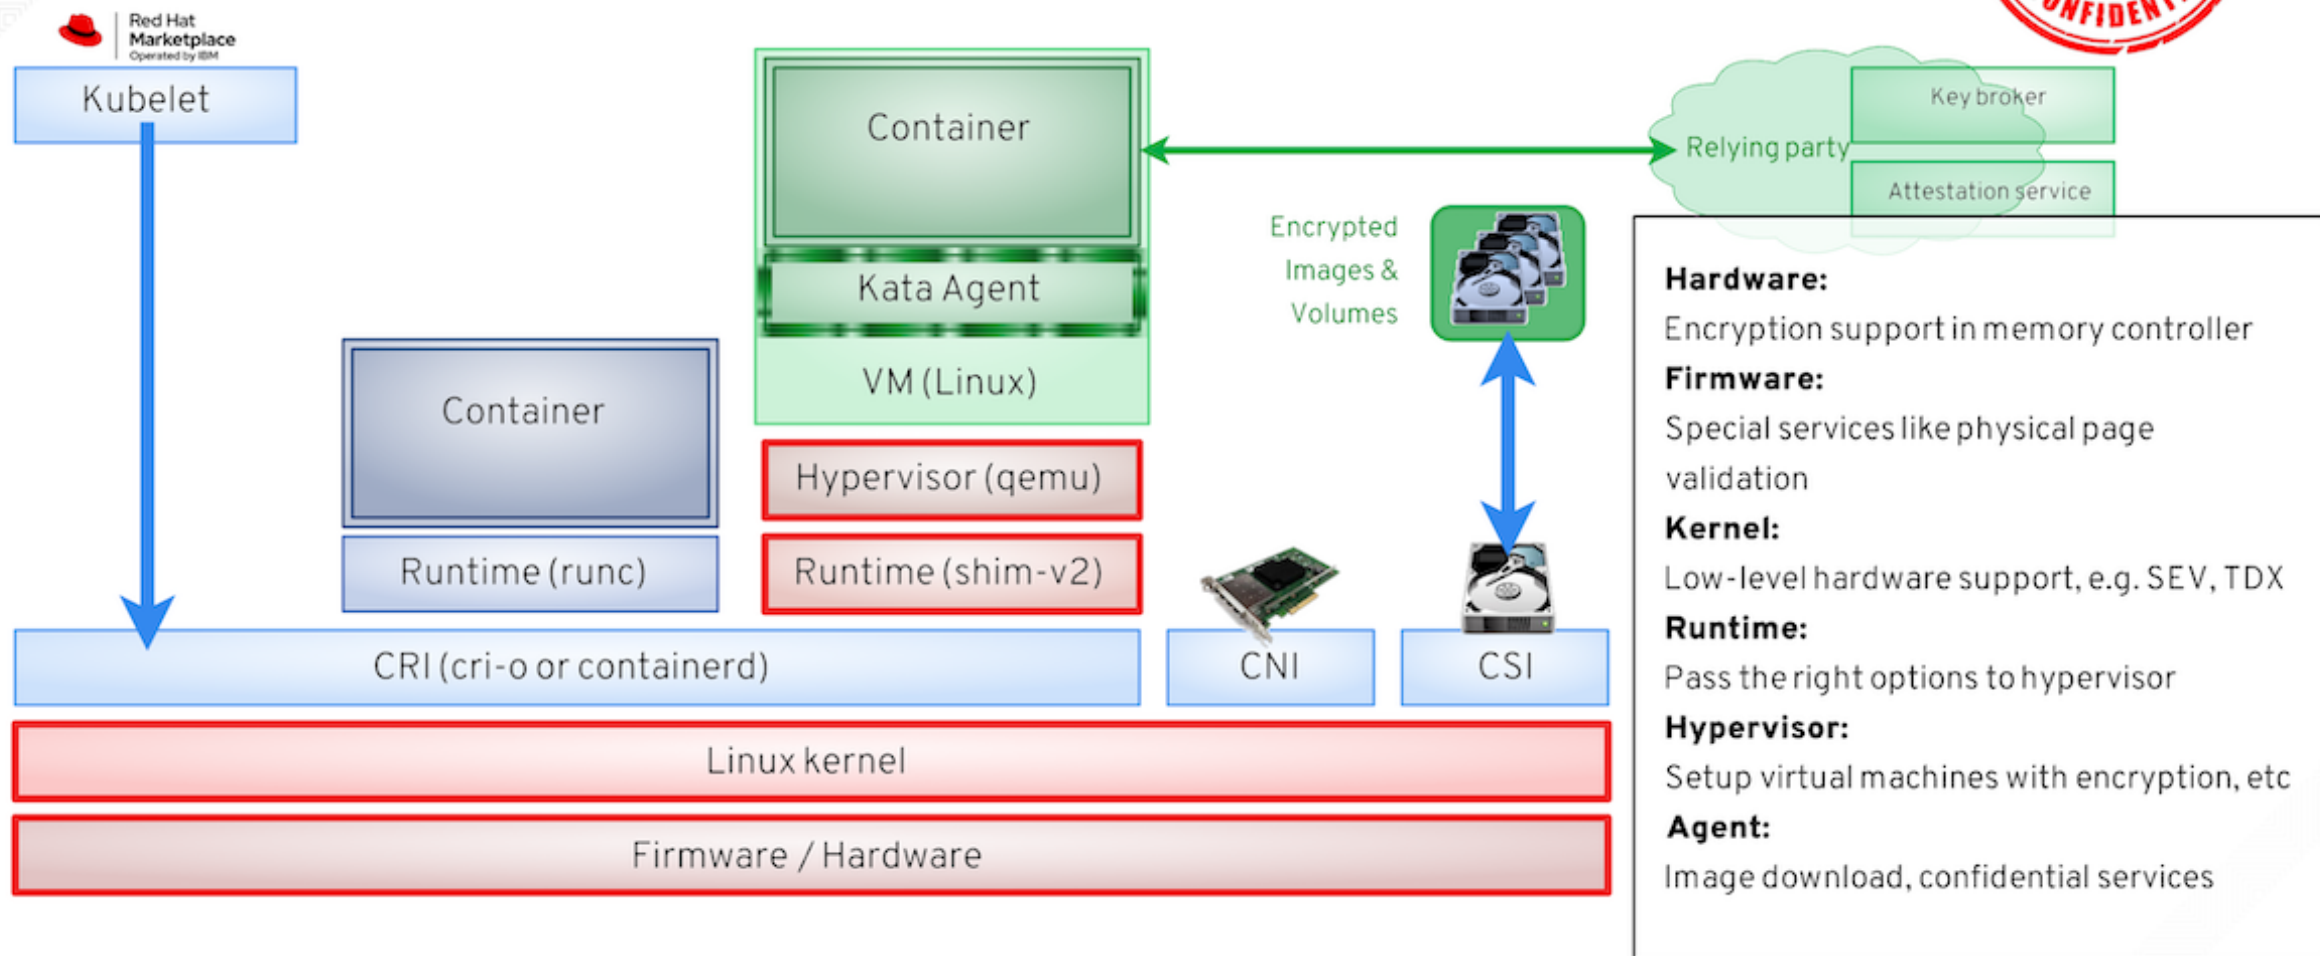 Red Hat
Marketplace
Operated by IBM
Kubelet
Container
Key broker
Relying party
Attestation service
Encrypted
Images &
Volumes
Kata Agent
VM (Linux)
Container
Hypervisor (qemu)
Runtime (runc)
Runtime (shim-v2)
CRI (cri-o or containerd)
CNI
CSI
Linux kernel
Firmware / Hardware
Hardware:
Encryption support in memory controller
Firmware:
Special services like physical page
validation
Kernel:
Low-level hardware support, e.g. SEV, TDX
Runtime:
Pass the right options to hypervisor
Hypervisor:
Setup virtual machines with encryption, etc
Agent:
Image download, confidential services